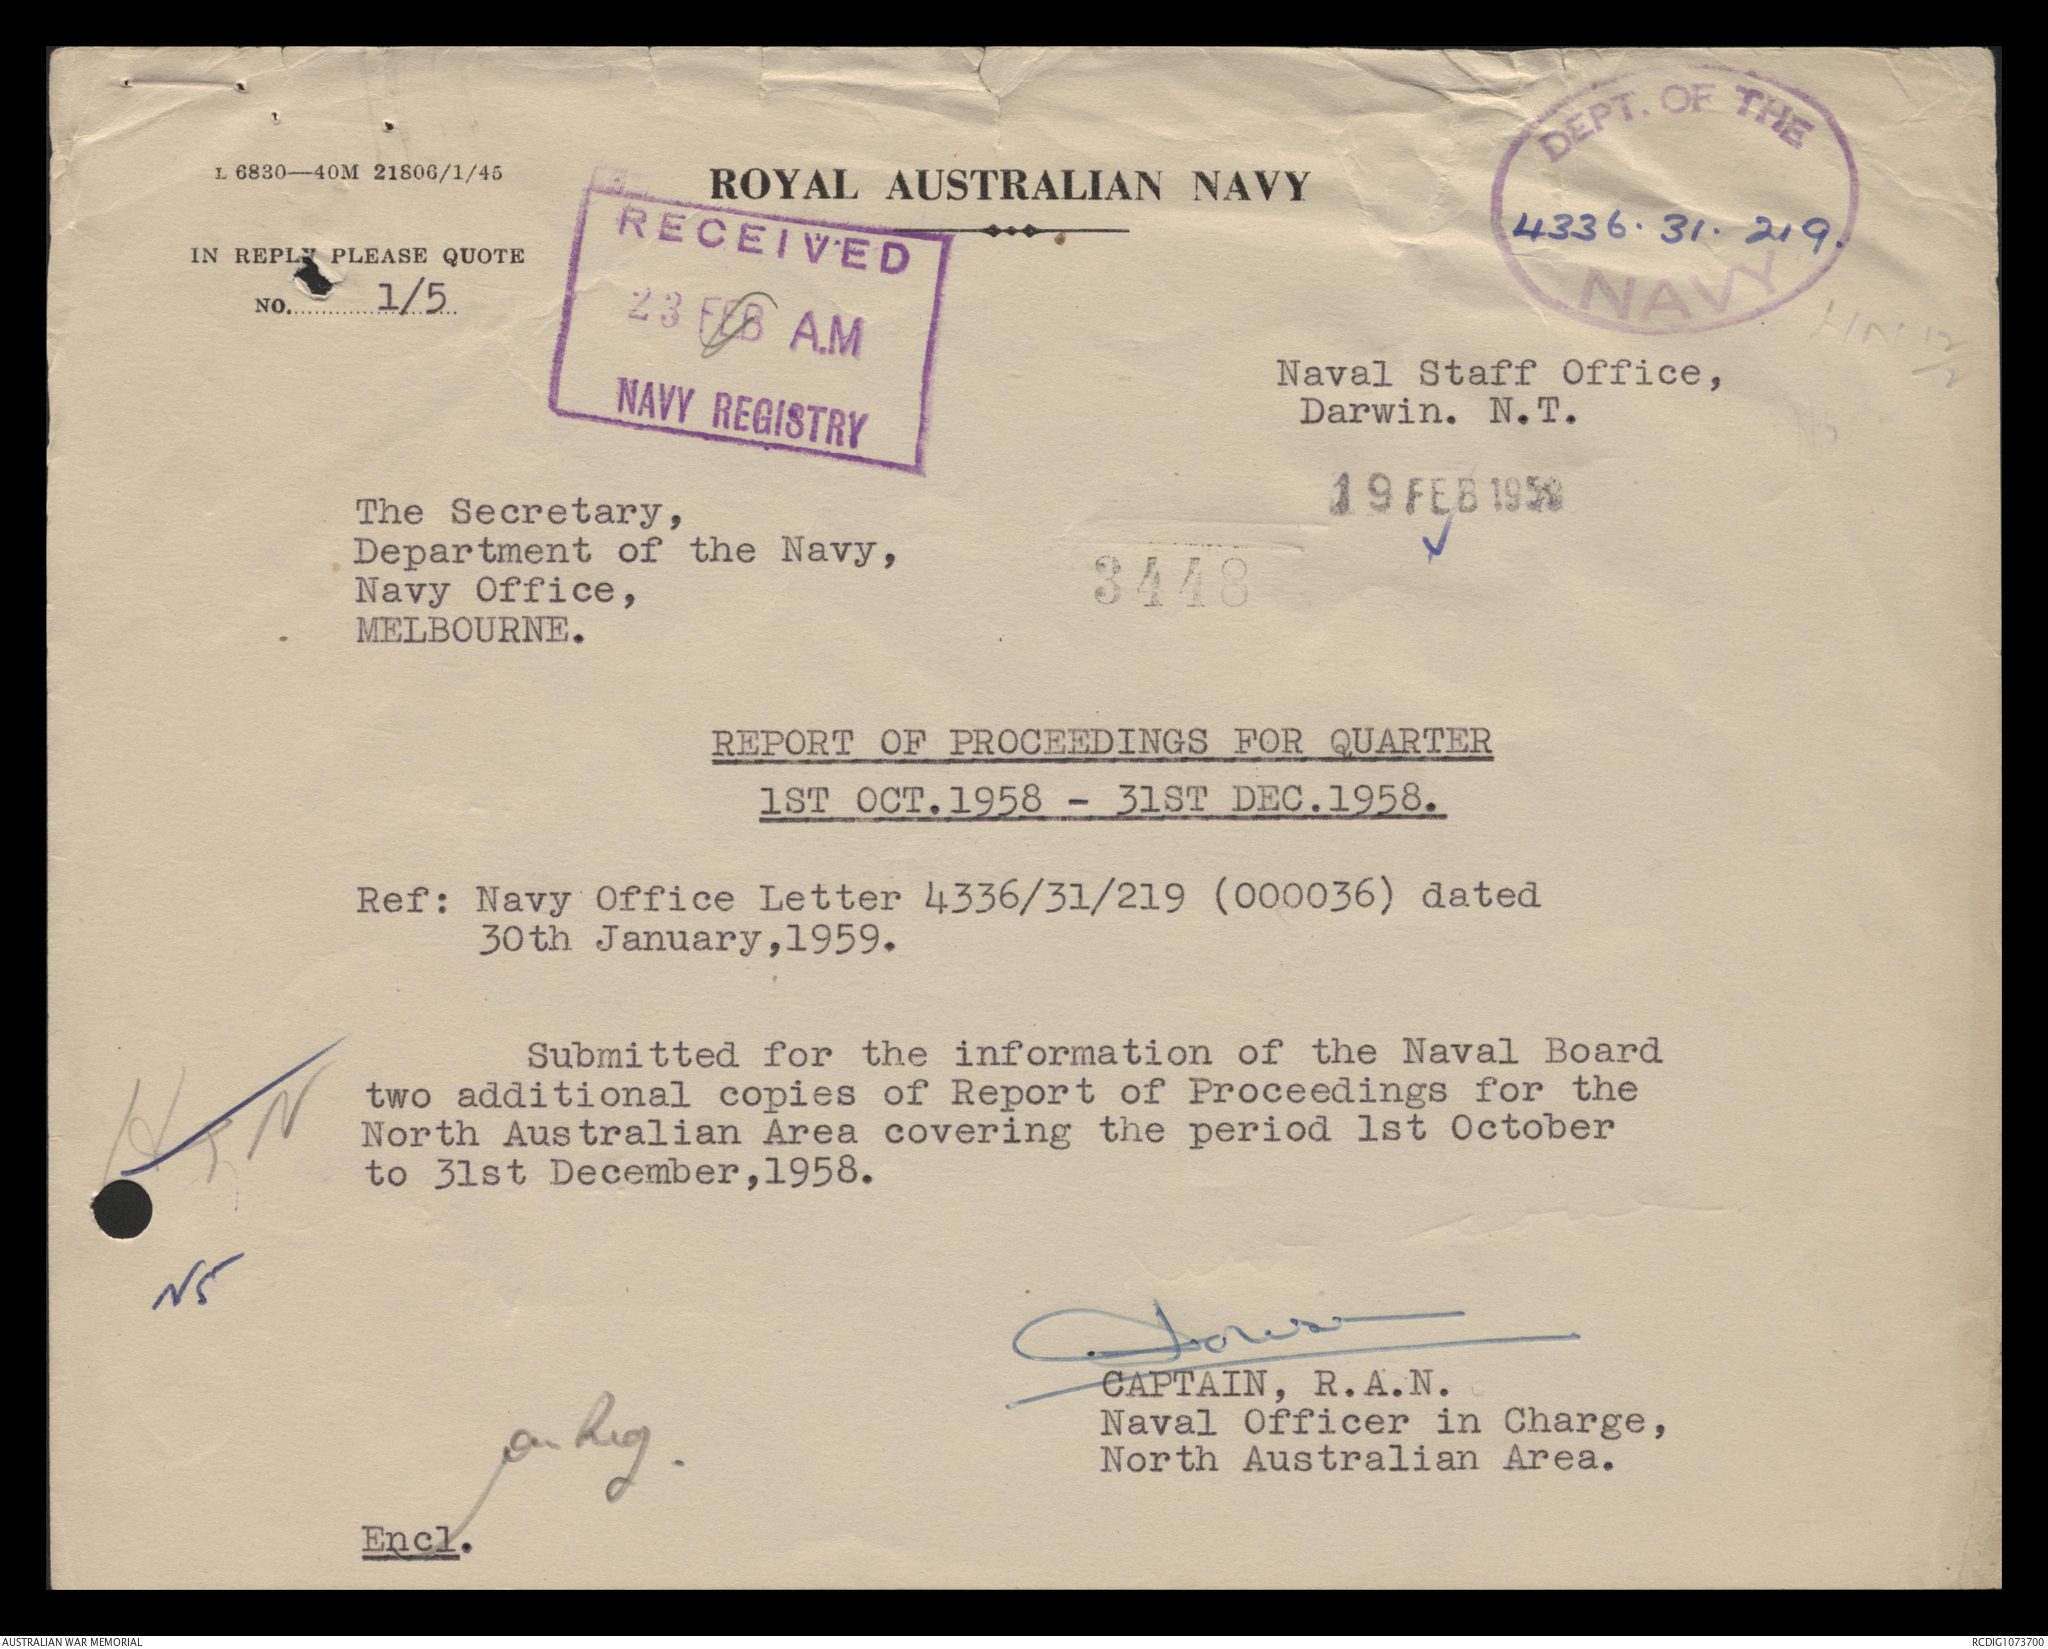 L 6830—40M 21806/1/45
ROYAL AUSTRALIAN NAVY
DEPT. OF THE
4336. 31. 219.
NAVY
IN REPLY PLEASE QUOTE
NO. 1/5
RECEIVED
23 FEB A.M
NAVY REGISTRY
Naval Staff Office,
Darwin. N.T.
19 FEB 1959
The Secretary,
Department of the Navy,
Navy Office,
MELBOURNE.
3448
REPORT OF PROCEEDINGS FOR QUARTER
1ST OCT.1958 - 31ST DEC.1958.
Ref: Navy Office Letter 4336/31/219 (000036) dated
30th January,1959.
Submitted for the information of the Naval Board
two additional copies of Report of Proceedings for the
North Australian Area covering the period 1st October
to 31st December,1958.
N5
CAPTAIN, R.A.N.
Naval Officer in Charge,
North Australian Area.
Encl.
AUSTRALIAN WAR MEMORIAL
RCDIG1073700